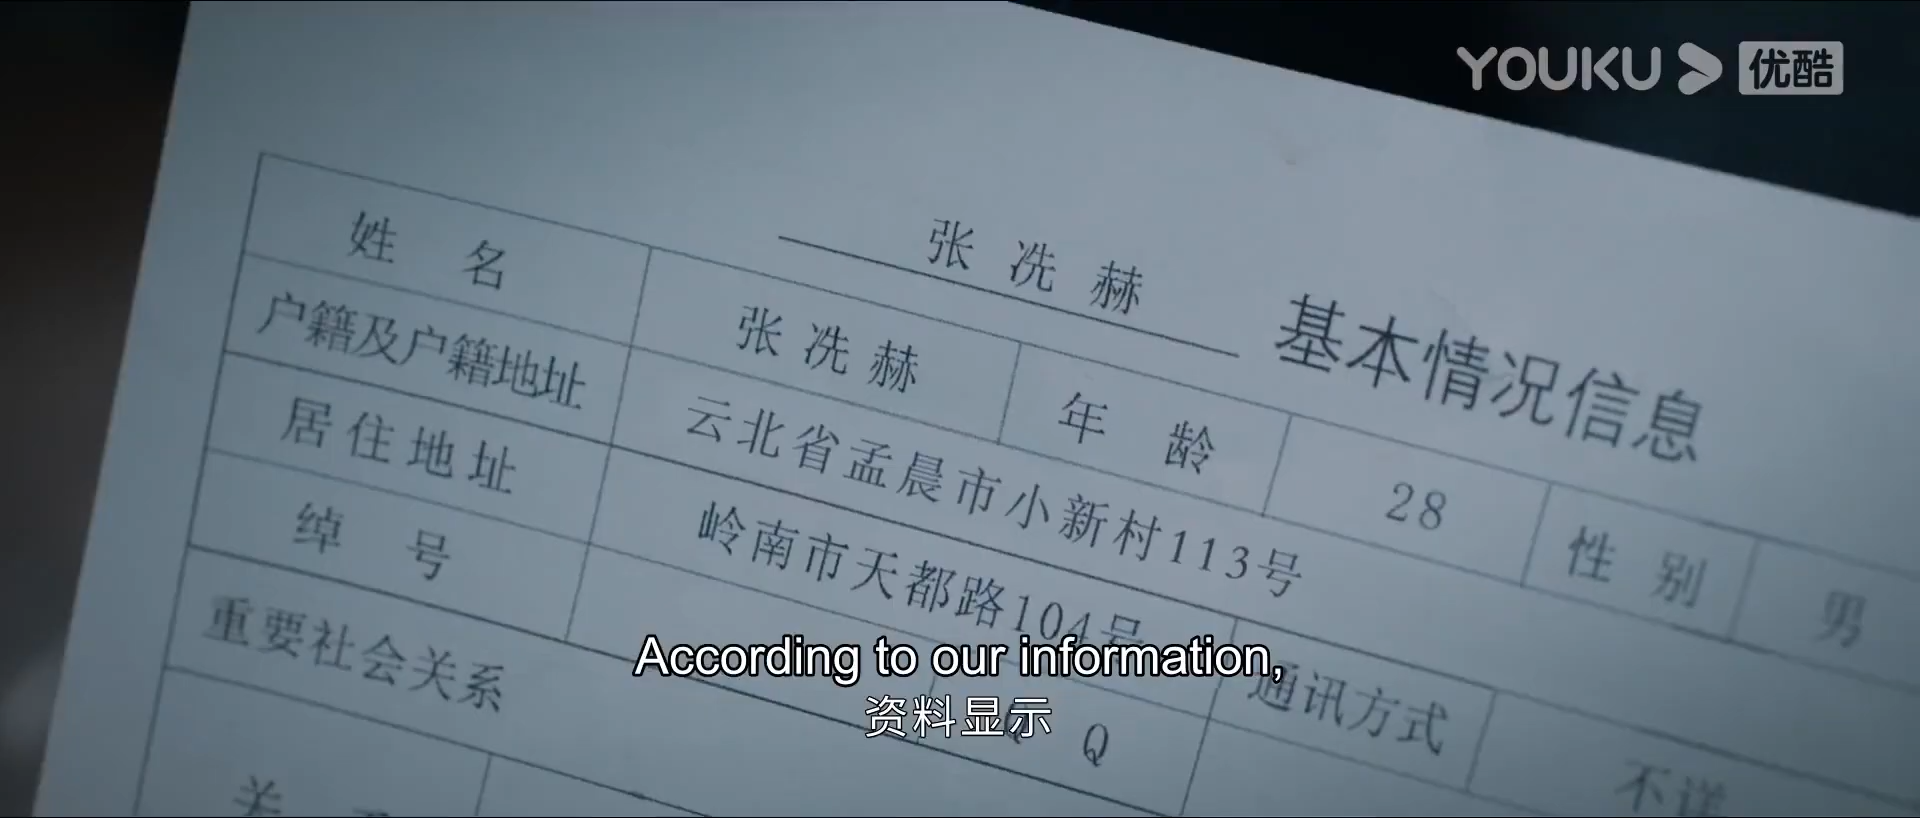 YOUKU 优酷
张冼赫 基本情况信息
姓名 张冼赫 年龄 28 性别 男
户籍及户籍地址 云北省孟晨市小新村113号
居住地址 岭南市天都路104号 通讯方式 不详
绰号 Q
重要社会关系
关
According to our information,
资料显示